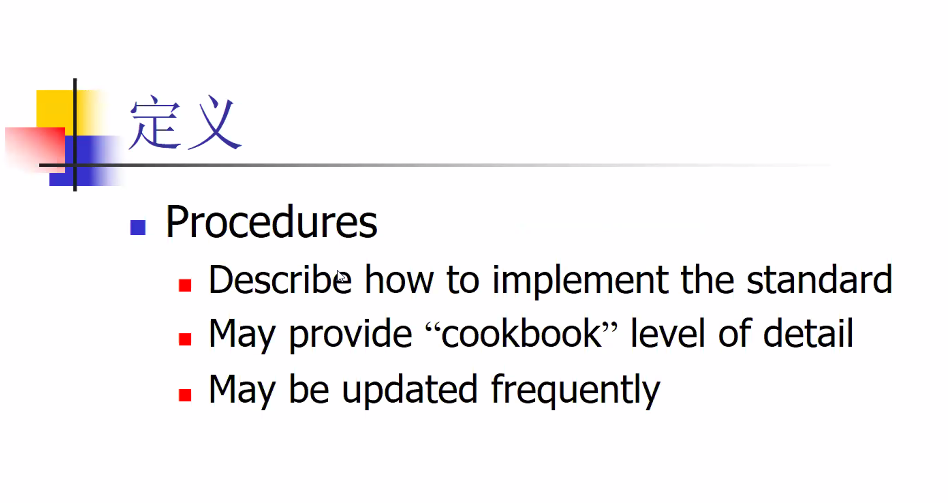 定义
Procedures
Describe how to implement the standard
May provide “cookbook” level of detail
May be updated frequently